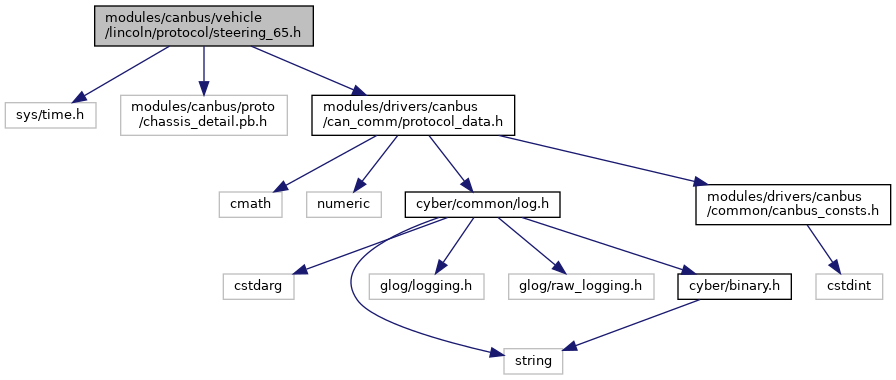 modules/canbus/vehicle
/lincoln/protocol/steering_65.h
sys/time.h
modules/canbus/proto
/chassis_detail.pb.h
modules/drivers/canbus
/can_comm/protocol_data.h
cmath
numeric
cyber/common/log.h
modules/drivers/canbus
/common/canbus_consts.h
cstdarg
glog/logging.h
glog/raw_logging.h
cyber/binary.h
cstdint
string